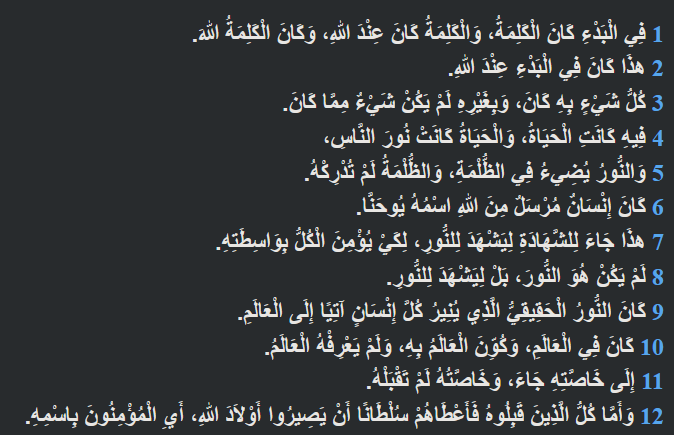 1 فِي الْبَدْءِ كَانَ الْكَلِمَةُ، وَالْكَلِمَةُ كَانَ عِنْدَ اللهِ، وَكَانَ الْكَلِمَةُ اللهَ.
2 هذَا كَانَ فِي الْبَدْءِ عِنْدَ اللهِ.
3 كُلُّ شَيْءٍ بِهِ كَانَ، وَبِغَيْرِهِ لَمْ يَكُنْ شَيْءٌ مِمَّا كَانَ.
4 فِيهِ كَانَتِ الْحَيَاةُ، وَالْحَيَاةُ كَانَتْ نُورَ النَّاسِ،
5 وَالنُّورُ يُضِيءُ فِي الظُّلْمَةِ، وَالظُّلْمَةُ لَمْ تُدْرِكْهُ.
6 كَانَ إِنْسَانٌ مُرْسَلٌ مِنَ اللهِ اسْمُهُ يُوحَنَّا.
7 هذَا جَاءَ لِلشَّهَادَةِ لِيَشْهَدَ لِلنُّورِ، لِكَيْ يُؤْمِنَ الْكُلُّ بِوَاسِطَتِهِ.
8 لَمْ يَكُنْ هُوَ النُّورَ، بَلْ لِيَشْهَدَ لِلنُّورِ.
9 كَانَ النُّورُ الْحَقِيقِيُّ الَّذِي يُنِيرُ كُلَّ إِنْسَانٍ آتِيًا إِلَى الْعَالَمِ.
10 كَانَ فِي الْعَالَمِ، وَكُوِّنَ الْعَالَمُ بِهِ، وَلَمْ يَعْرِفْهُ الْعَالَمُ.
11 إِلَى خَاصَّتِهِ جَاءَ، وَخَاصَّتُهُ لَمْ تَقْبَلْهُ.
12 وَأَمَّا كُلُّ الَّذِينَ قَبِلُوهُ فَأَعْطَاهُمْ سُلْطَانًا أَنْ يَصِيرُوا أَوْلاَدَ اللهِ، أَيِ الْمُؤْمِنُونَ بِاسْمِهِ.